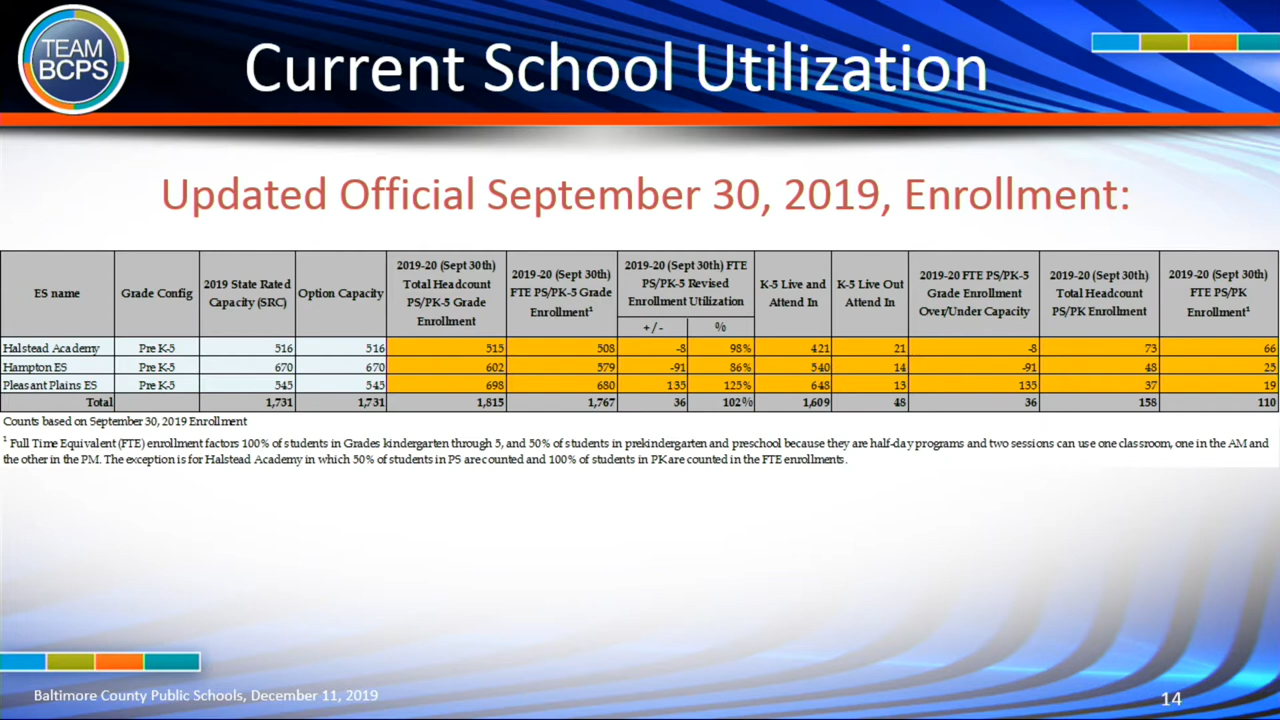 TEAM
BCPS
Current School Utilization
Updated Official September 30, 2019, Enrollment:
ES name Grade Config 2019 State Rated Capacity (SRC) Option Capacity 2019-20 (Sept 30th) Total Headcount PS/PK-5 Grade Enrollment 2019-20 (Sept 30th) FTE PS/PK-5 Grade Enrollment¹ 2019-20 (Sept 30th) FTE PS/PK-5 Revised Enrollment Utilization K-5 Live and Attend In K-5 Live Out Attend In 2019-20 FTE PS/PK-5 Grade Enrollment Over/Under Capacity 2019-20 (Sept 30th) Total Headcount PS/PK Enrollment 2019-20 (Sept 30th) FTE PS/PK Enrollment¹
+/- %
Halstead Academy Pre K-5 516 516 515 508 -8 98% 421 21 -8 73 66
Hampton ES Pre K-5 670 670 602 579 -91 86% 540 14 -91 48 25
Pleasant Plains ES Pre K-5 545 545 698 680 135 125% 648 13 135 37 19
Total 1,731 1,731 1,815 1,767 36 102% 1,609 48 36 158 110
Counts based on September 30, 2019 Enrollment
¹ Full Time Equivalent (FTE) enrollment factors 100% of students in Grades kindergarten through 5, and 50% of students in prekindergarten and preschool because they are half-day programs and two sessions can use one classroom, one in the AM and
the other in the PM. The exception is for Halstead Academy in which 50% of students in PS are counted and 100% of students in PK are counted in the FTE enrollments.
Baltimore County Public Schools, December 11, 2019
14